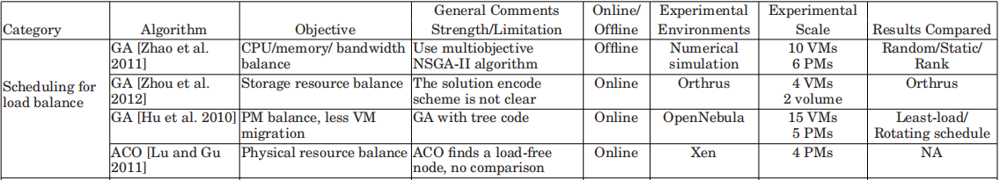 General Comments Online/ Experimental Experimental
Category Algorithm Objective Strength/Limitation Offline Environments Scale Results Compared
GA [Zhao et al. CPU/memory/ bandwidth Use multiobjective Offline Numerical 10 VMs Random/Static/
2011] balance NSGA-II algorithm simulation 6 PMs Rank
Scheduling for GA [Zhou et al. Storage resource balance The solution encode Online Orthrus 4 VMs Orthrus
load balance 2012] scheme is not clear 2 volume
GA [Hu et al. 2010] PM balance, less VM GA with tree code Online OpenNebula 15 VMs Least-load/
migration 5 PMs Rotating schedule
ACO [Lu and Gu Physical resource balance ACO finds a load-free Online Xen 4 PMs NA
2011] node, no comparison